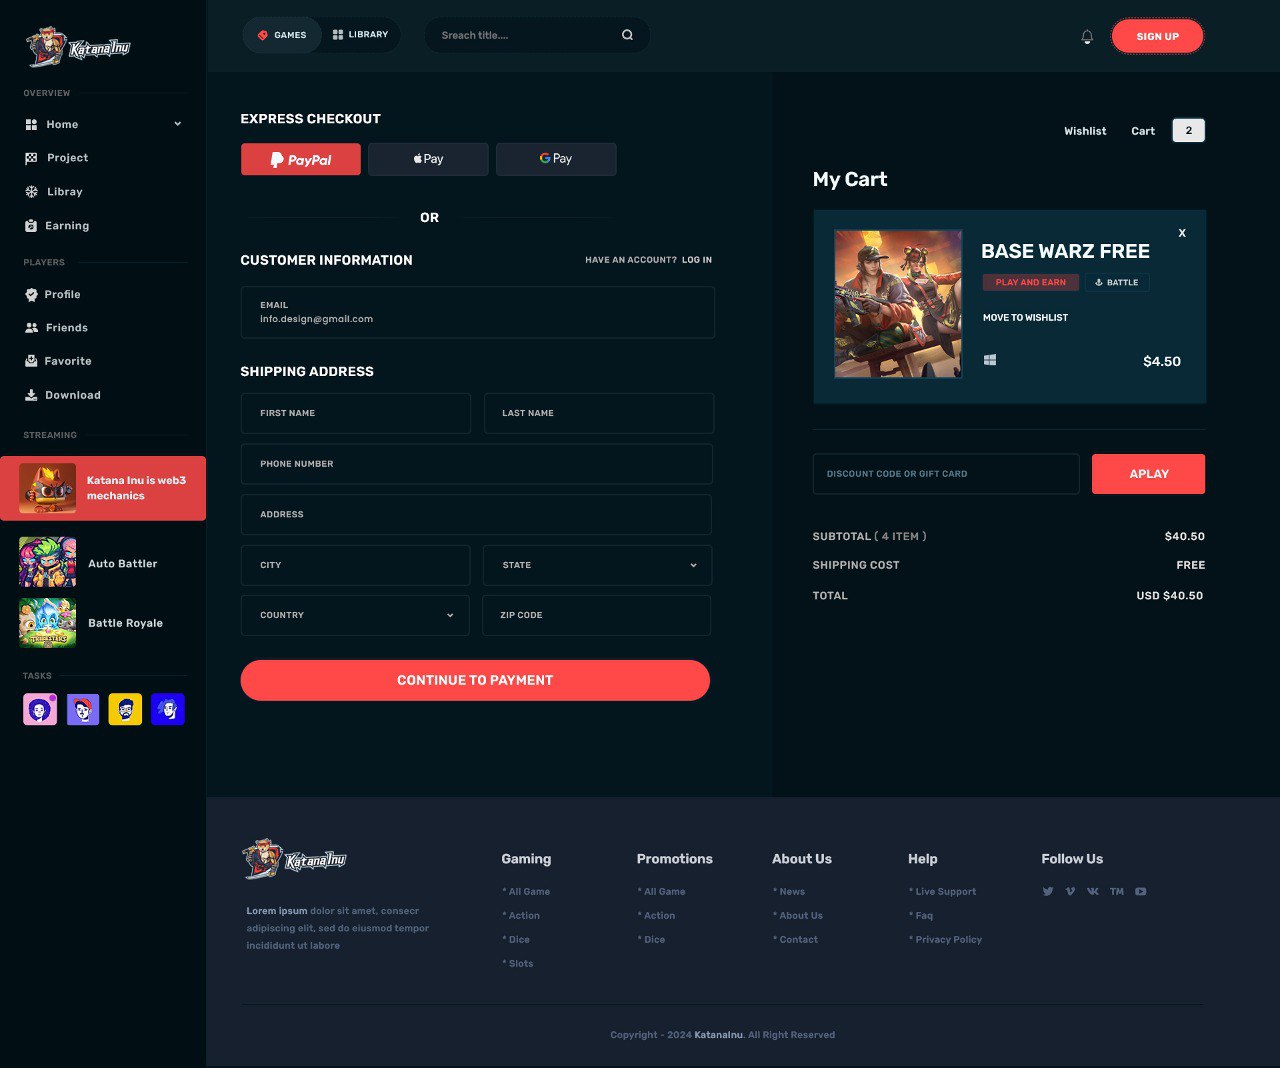 KatanaInu
OVERVIEW
Home
Project
Libray
Earning
PLAYERS
Profile
Friends
Favorite
Download
STREAMING
Katana Inu is web3
mechanics
Auto Battler
Battle Royale
TASKS
GAMES
LIBRARY
Sreach title....
SIGN UP
EXPRESS CHECKOUT
PayPal
Pay
G Pay
OR
CUSTOMER INFORMATION
HAVE AN ACCOUNT? LOG IN
EMAIL
info.design@gmail.com
SHIPPING ADDRESS
FIRST NAME
LAST NAME
PHONE NUMBER
ADDRESS
CITY
STATE
COUNTRY
ZIP CODE
CONTINUE TO PAYMENT
Wishlist
Cart
2
My Cart
X
BASE WARZ FREE
PLAY AND EARN
BATTLE
MOVE TO WISHLIST
$4.50
DISCOUNT CODE OR GIFT CARD
APLAY
SUBTOTAL ( 4 ITEM )
$40.50
SHIPPING COST
FREE
TOTAL
USD $40.50
KatanaInu
Lorem ipsum dolor sit amet, consecr
adipiscing elit, sed do eiusmod tempor
incididunt ut labore
Gaming
* All Game
* Action
* Dice
* Slots
Promotions
* All Game
* Action
* Dice
About Us
* News
* About Us
* Contact
Help
* Live Support
* Faq
* Privacy Policy
Follow Us
TM
Copyright - 2024 KatanaInu. All Right Reserved